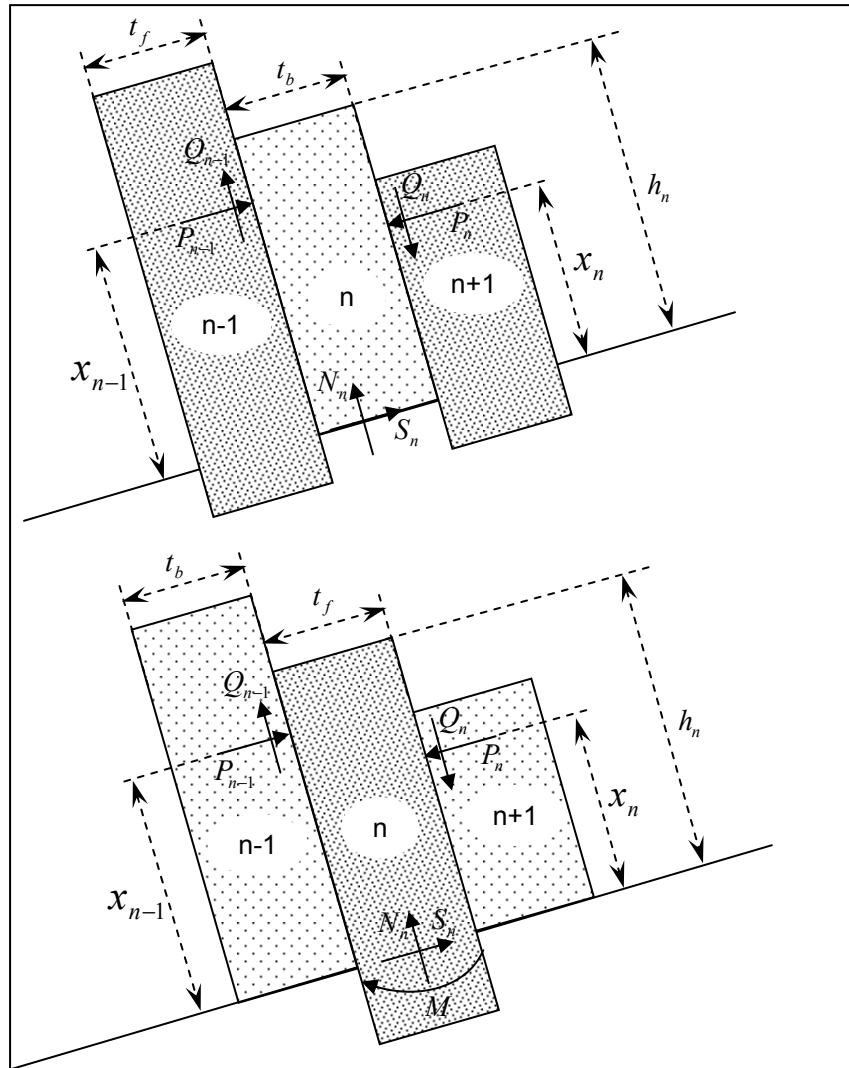 t_f
t_b
Q_{n-1}
Q_n
h_n
P_{n-1}
P_n
x_n
n-1
n
n+1
x_{n-1}
N_n
S_n
t_b
t_f
Q_{n-1}
Q_n
h_n
P_{n-1}
P_n
x_n
n-1
n
n+1
x_{n-1}
N_n
S_n
M